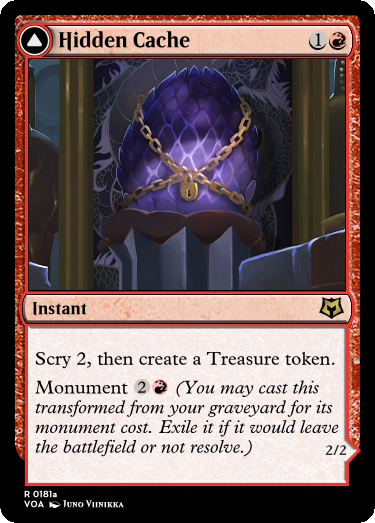 Hidden Cache 1
Instant
Scry 2, then create a Treasure token.
Monument 2 (You may cast this
transformed from your graveyard for its
monument cost. Exile it if it would leave
the battlefield or not resolve.)
2/2
R 0181a
VOA Juno Viinikka